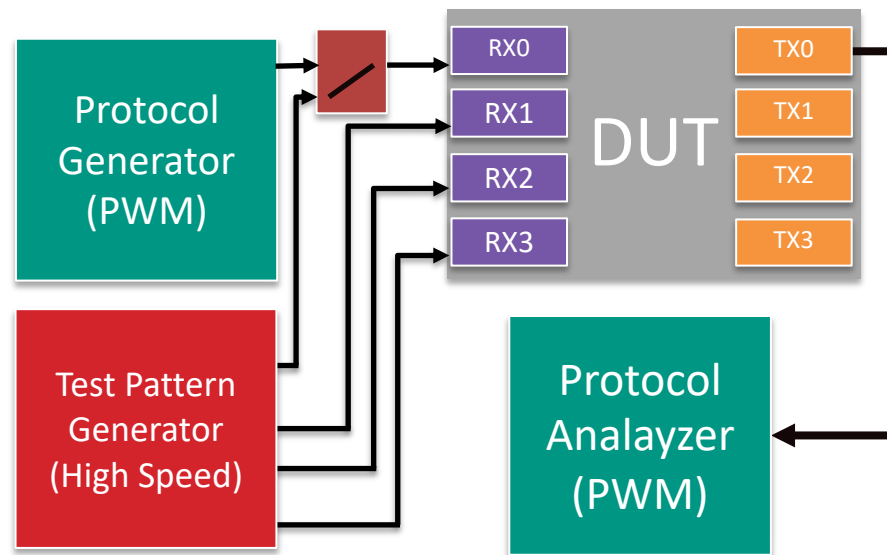 Protocol
Generator
(PWM)
RX0
RX1
RX2
RX3
DUT
TX0
TX1
TX2
TX3
Test Pattern
Generator
(High Speed)
Protocol
Analayzer
(PWM)